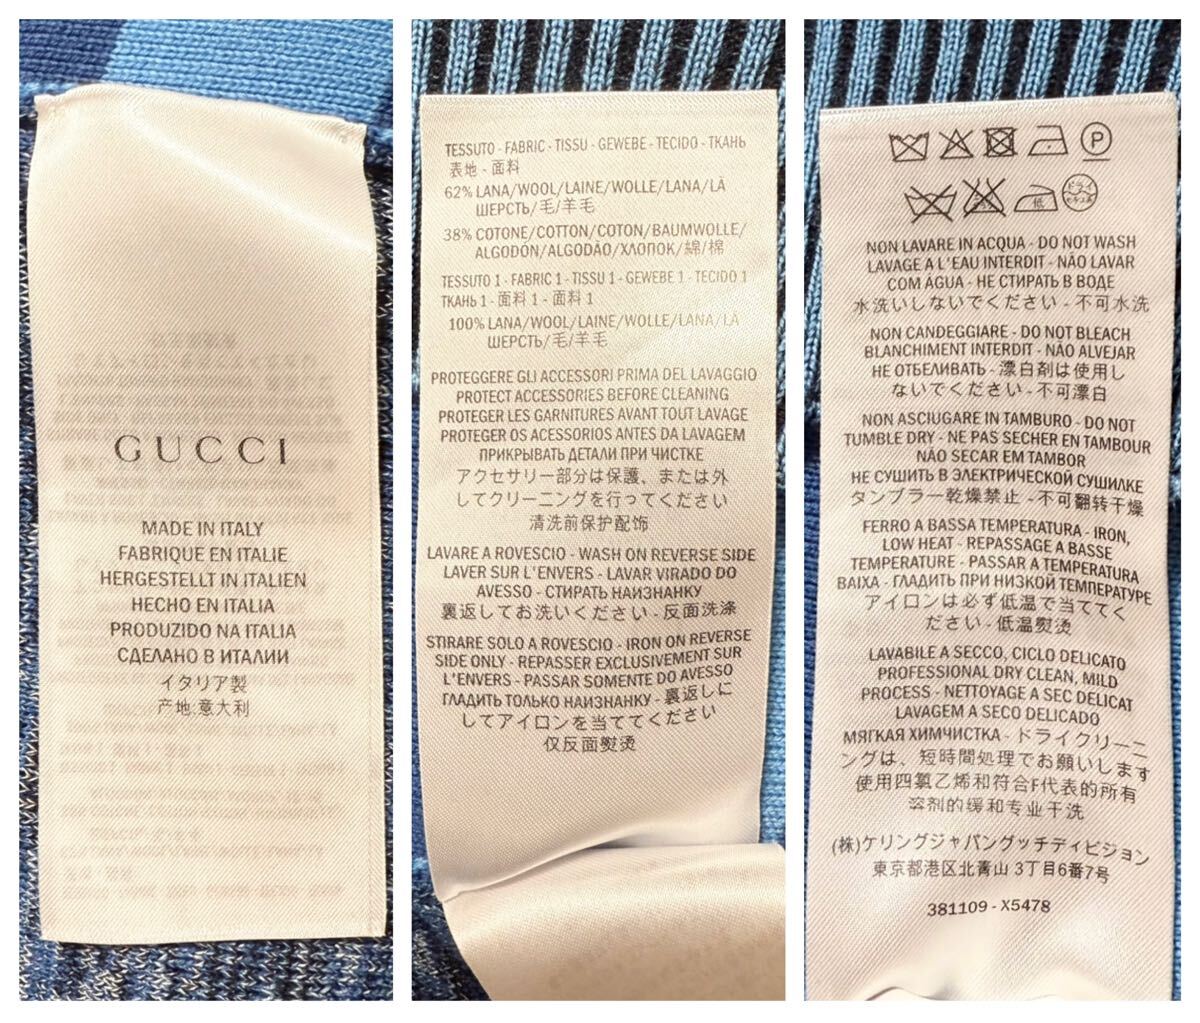 GUCCI
MADE IN ITALY
FABRIQUE EN ITALIE
HERGESTELLT IN ITALIEN
HECHO EN ITALIA
PRODUZIDO NA ITALIA
СДЕЛАНО В ИТАЛИИ
イタリア製
产地:意大利
TESSUTO - FABRIC - TISSU - GEWEBE - TECIDO - ТКАНЬ
表地 - 面料
62% LANA/WOOL/LAINE/WOLLE/LANA/LÃ
ШЕРСТЬ/毛/羊毛
38% COTONE/COTTON/COTON/BAUMWOLLE/
ALGODÓN/ALGODÃO/ХЛОПОК/綿/棉
TESSUTO 1 - FABRIC 1 - TISSU 1 - GEWEBE 1 - TECIDO 1
ТКАНЬ 1 - 面料 1 - 面料 1
100% LANA/WOOL/LAINE/WOLLE/LANA/LÃ
ШЕРСТЬ/毛/羊毛
PROTEGGERE GLI ACCESSORI PRIMA DEL LAVAGGIO
PROTECT ACCESSORIES BEFORE CLEANING
PROTEGER LES GARNITURES AVANT TOUT LAVAGE
PROTEGER OS ACESSORIOS ANTES DA LAVAGEM
ПРИКРЫВАТЬ ДЕТАЛИ ПРИ ЧИСТКЕ
アクセサリー部分は保護、または外
してクリーニングを行ってください
清洗前保护配饰
LAVARE A ROVESCIO - WASH ON REVERSE SIDE
LAVER SUR L'ENVERS - LAVAR VIRADO DO
AVESSO - СТИРАТЬ НАИЗНАНКУ
裏返してお洗いください - 反面洗涤
STIRARE SOLO A ROVESCIO - IRON ON REVERSE
SIDE ONLY - REPASSER EXCLUSIVEMENT SUR
L'ENVERS - PASSAR SOMENTE DO AVESSO
ГЛАДИТЬ ТОЛЬКО НАИЗНАНКУ - 裏返しに
してアイロンを当ててください
仅反面熨烫
P
低
ドライ
セキユ系
NON LAVARE IN ACQUA - DO NOT WASH
LAVAGE A L'EAU INTERDIT - NÃO LAVAR
COM ÁGUA - НЕ СТИРАТЬ В ВОДЕ
水洗いしないでください - 不可水洗
NON CANDEGGIARE - DO NOT BLEACH
BLANCHIMENT INTERDIT - NÃO ALVEJAR
НЕ ОТБЕЛИВАТЬ - 漂白剤は使用し
ないでください - 不可漂白
NON ASCIUGARE IN TAMBURO - DO NOT
TUMBLE DRY - NE PAS SECHER EN TAMBOUR
NÃO SECAR EM TAMBOR
НЕ СУШИТЬ В ЭЛЕКТРИЧЕСКОЙ СУШИЛКЕ
タンブラー乾燥禁止 - 不可翻转干燥
FERRO A BASSA TEMPERATURA - IRON,
LOW HEAT - REPASSAGE A BASSE
TEMPERATURE - PASSAR A TEMPERATURA
BAIXA - ГЛАДИТЬ ПРИ НИЗКОЙ ТЕМПЕРАТУРЕ
アイロンは必ず低温で当ててく
ださい - 低温熨烫
LAVABILE A SECCO, CICLO DELICATO
PROFESSIONAL DRY CLEAN, MILD
PROCESS - NETTOYAGE A SEC DELICAT
LAVAGEM A SECO DELICADO
МЯГКАЯ ХИМЧИСТКА - ドライクリーニ
ングは、短時間処理でお願いします
使用四氯乙烯和符合F代表的所有
溶剂的缓和专业干洗
(株)ケリングジャパングッチディビジョン
東京都港区北青山 3丁目6番7号
381109 - X5478